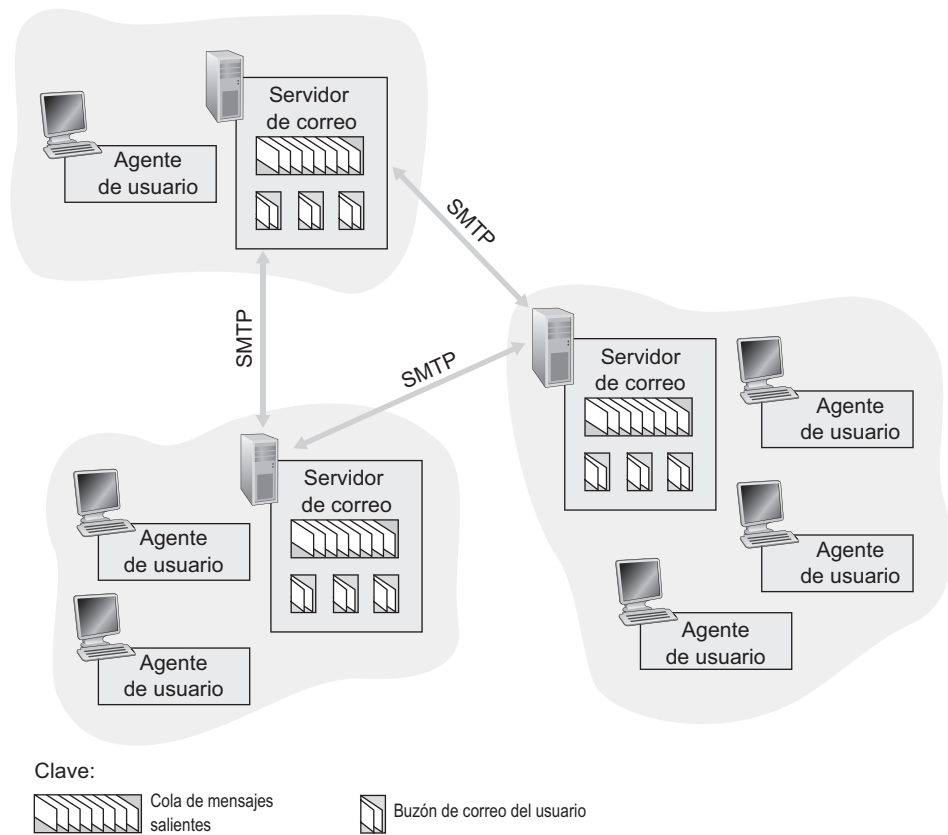 Servidor
de correo
Agente
de usuario
SMTP
SMTP
SMTP
Servidor
de correo
Agente
de usuario
Servidor
de correo
Agente
de usuario
Agente
de usuario
Agente
de usuario
Agente
de usuario
Clave:
Cola de mensajes
salientes
Buzón de correo del usuario